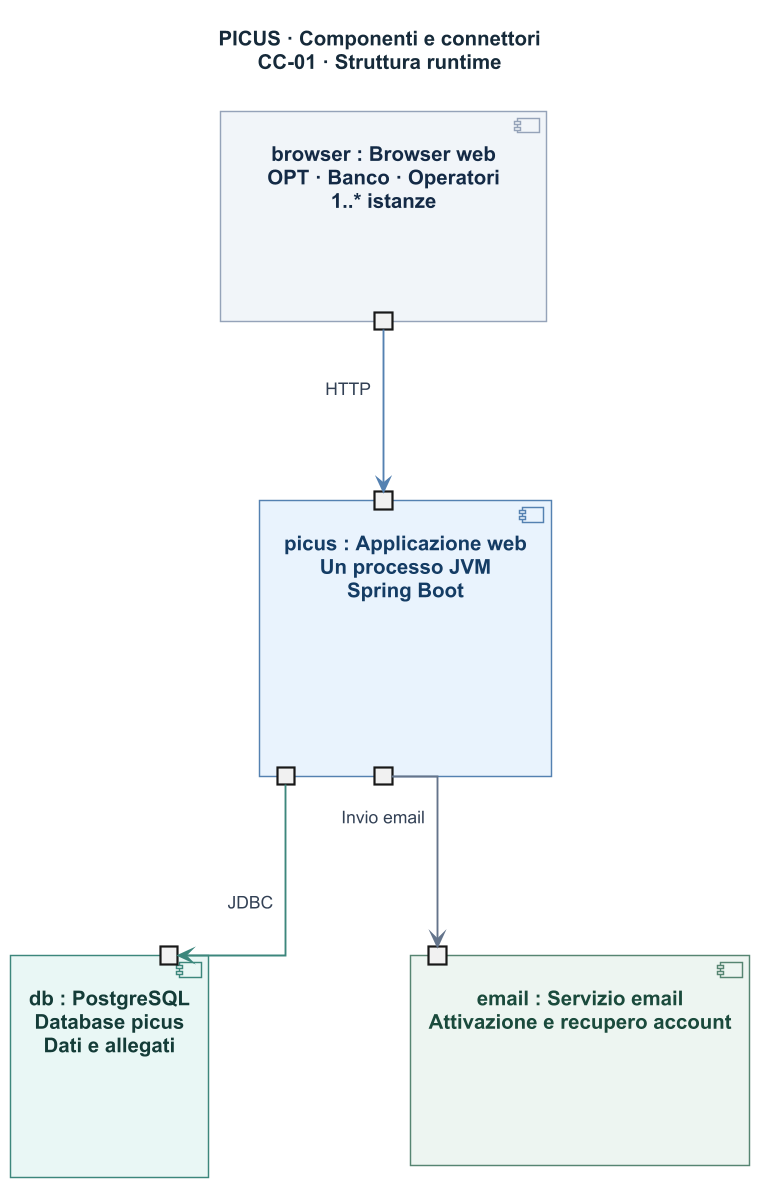 PICUS · Componenti e connettori
CC-01 · Struttura runtime
browser : Browser web
OPT · Banco · Operatori
1..* istanze
HTTP
picus : Applicazione web
Un processo JVM
Spring Boot
Invio email
JDBC
db : PostgreSQL
Database picus
Dati e allegati
email : Servizio email
Attivazione e recupero account